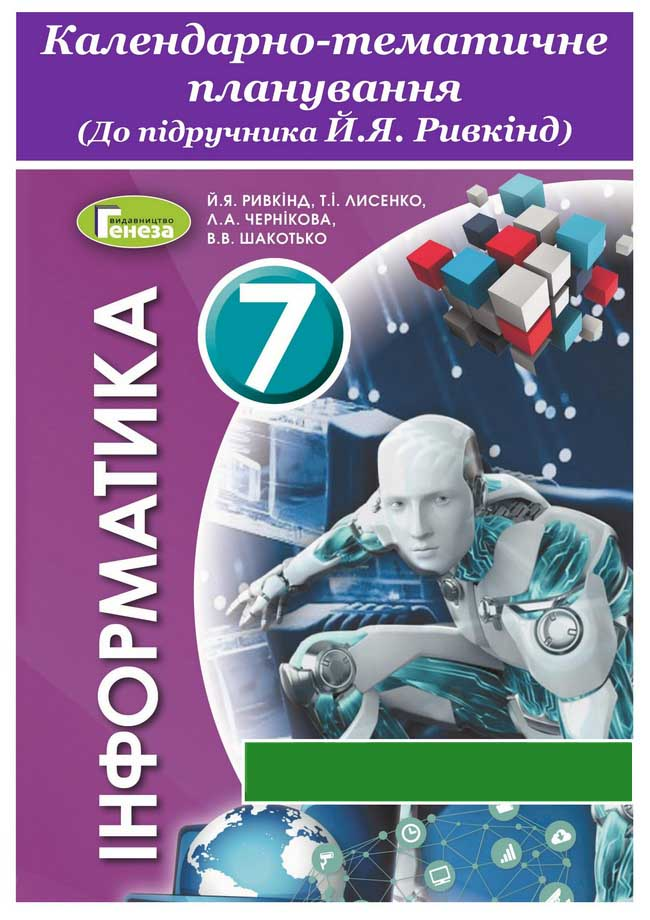 Календарно-тематичне
планування
(До підручника Й.Я. Ривкінд)
видавництво
Генеза
Й.Я. РИВКІНД, Т.І. ЛИСЕНКО,
Л.А. ЧЕРНІКОВА,
В.В. ШАКОТЬКО
7
ІНФОРМАТИКА